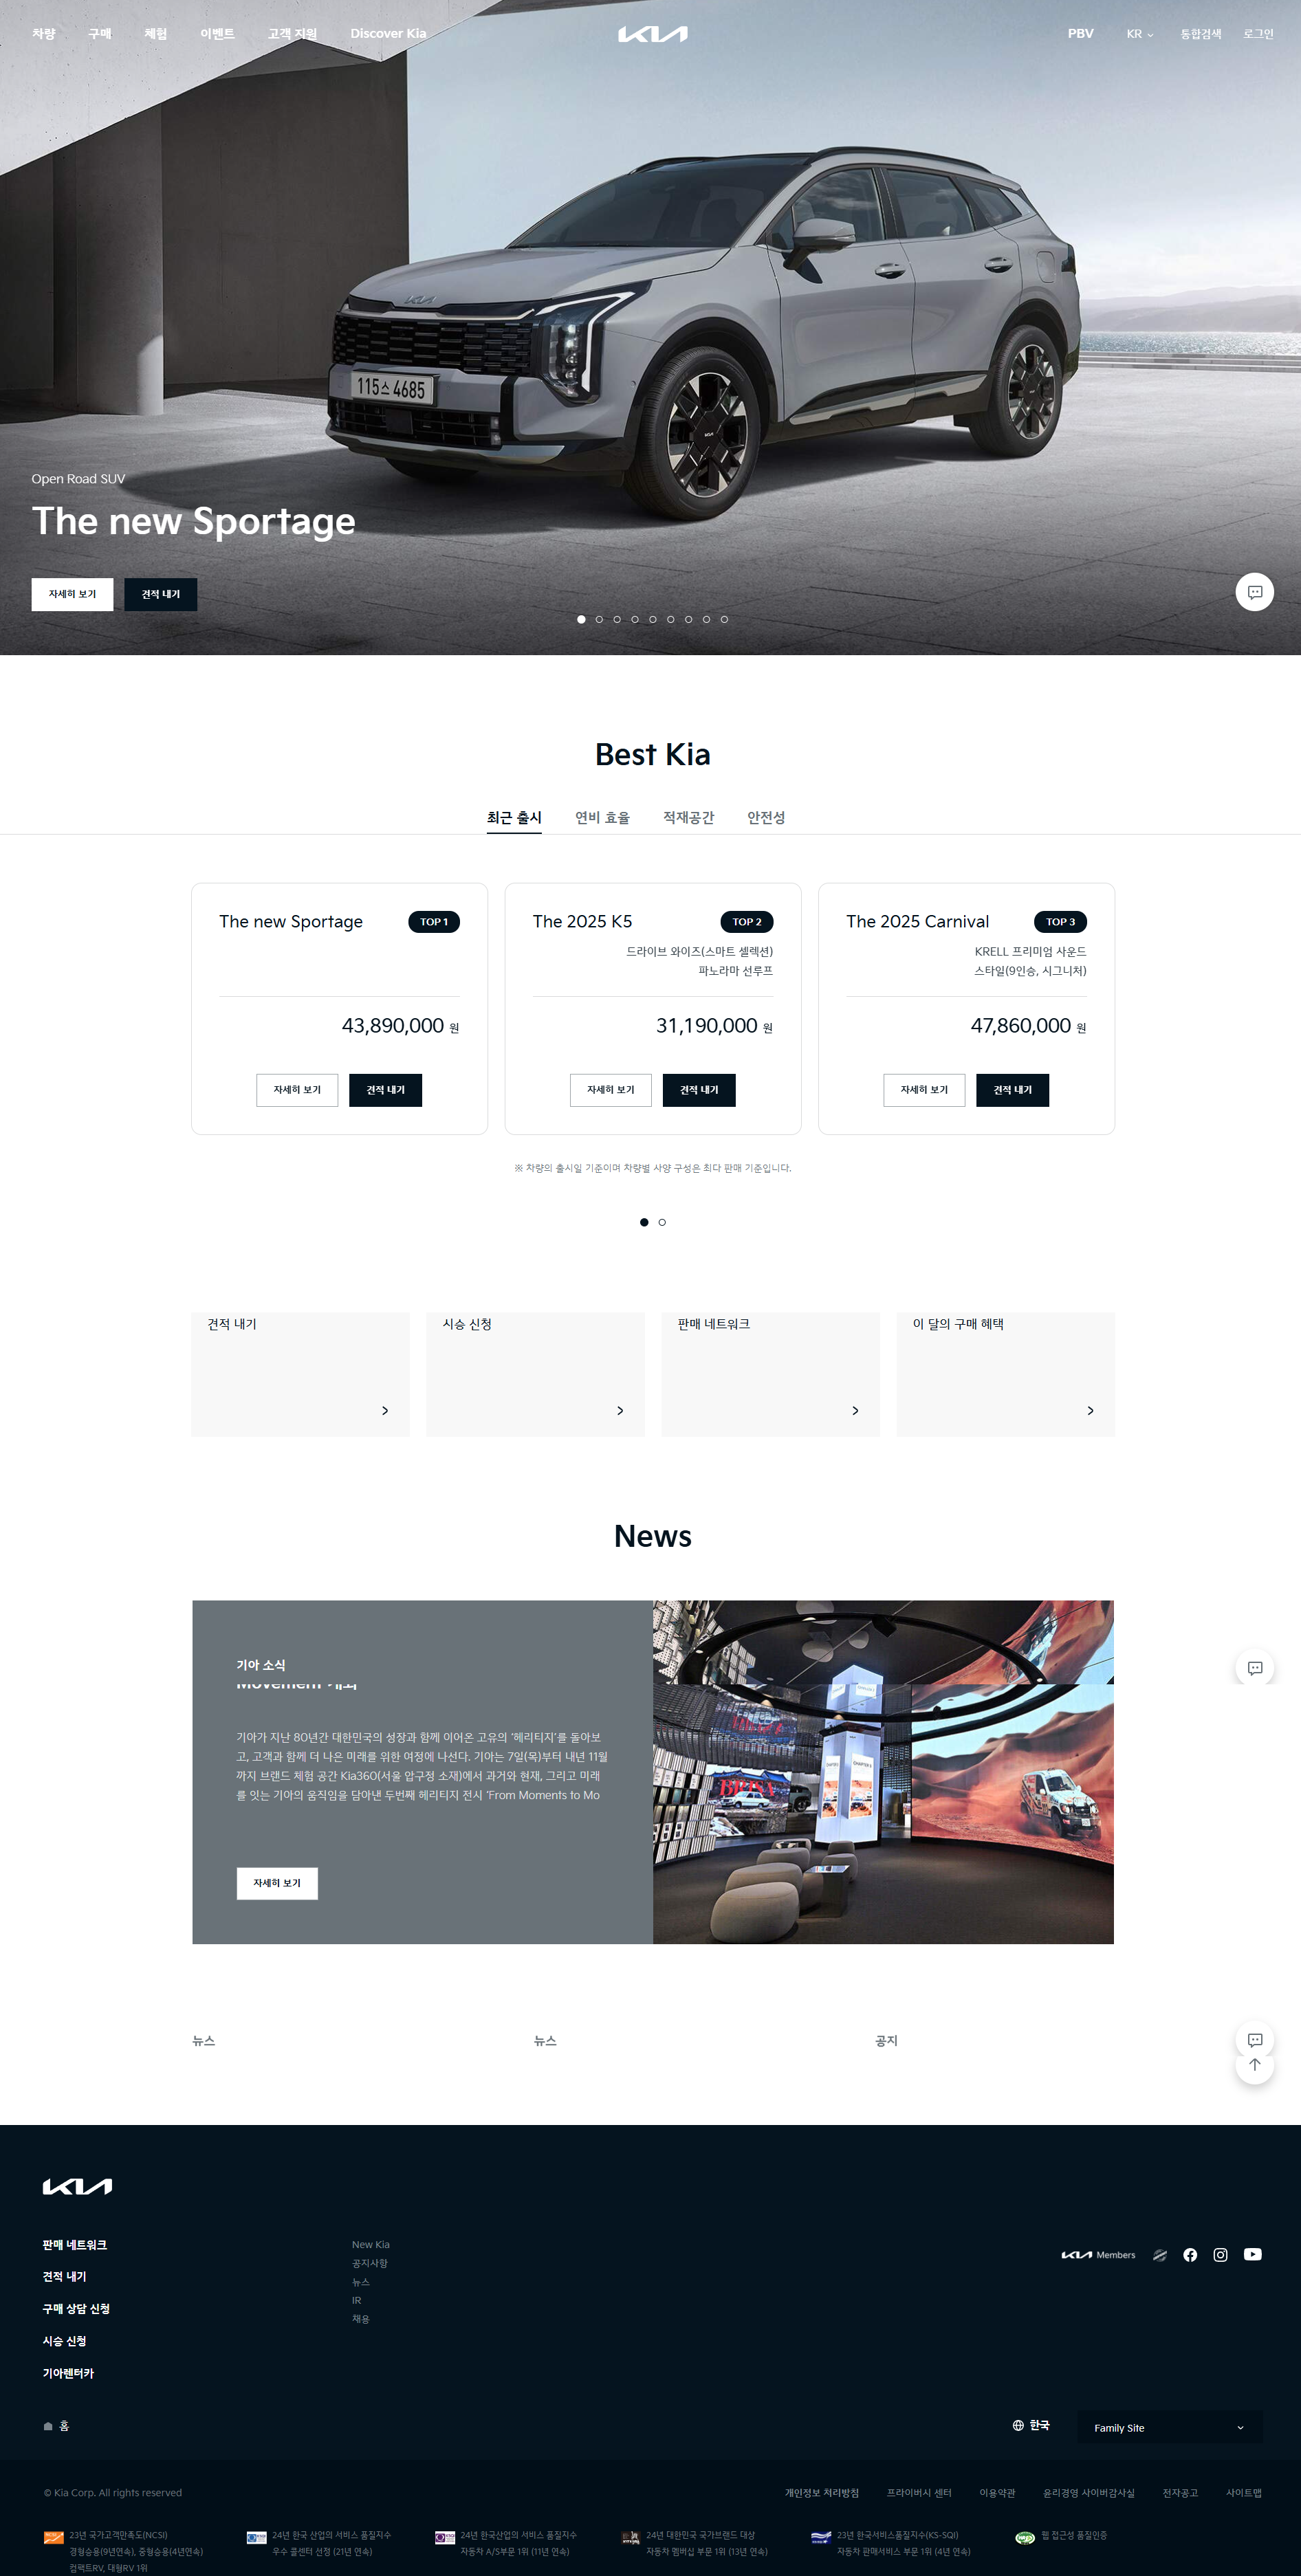 차량 구매 체험 이벤트 고객 지원 Discover Kia KIA PBV KR 통합검색 로그인
KIA
115스 4685
Open Road SUV
The new Sportage
자세히 보기 견적 내기
Best Kia
최근 출시 연비 효율 적재공간 안전성
The new Sportage TOP 1
43,890,000 원
자세히 보기 견적 내기
The 2025 K5 TOP 2
드라이브 와이즈(스마트 셀렉션)
파노라마 선루프
31,190,000 원
자세히 보기 견적 내기
The 2025 Carnival TOP 3
KRELL 프리미엄 사운드
스타일(9인승, 시그니처)
47,860,000 원
자세히 보기 견적 내기
※ 차량의 출시일 기준이며 차량별 사양 구성은 최다 판매 기준입니다.
견적 내기 시승 신청 판매 네트워크 이 달의 구매 혜택
News
기아 소식
Movement 개최
기아가 지난 80년간 대한민국의 성장과 함께 이어온 고유의 ‘헤리티지’를 돌아보
고, 고객과 함께 더 나은 미래를 위한 여정에 나선다. 기아는 7일(목)부터 내년 11월
까지 브랜드 체험 공간 Kia360(서울 압구정 소재)에서 과거와 현재, 그리고 미래
를 잇는 기아의 움직임을 담아낸 두번째 헤리티지 전시 ‘From Moments to Mo
자세히 보기
BRISA
뉴스 뉴스 공지
KIA
판매 네트워크
견적 내기
구매 상담 신청
시승 신청
기아렌터카
New Kia
공지사항
뉴스
IR
채용
KIA Members
홈
한국 Family Site
© Kia Corp. All rights reserved
개인정보 처리방침 프라이버시 센터 이용약관 윤리경영 사이버감사실 전자공고 사이트맵
23년 국가고객만족도(NCSI)
경형승용(9년연속), 중형승용(4년연속)
컴팩트RV, 대형RV 1위
24년 한국 산업의 서비스 품질지수
우수 콜센터 선정 (21년 연속)
24년 한국산업의 서비스 품질지수
자동차 A/S부문 1위 (11년 연속)
24년 대한민국 국가브랜드 대상
자동차 멤버십 부문 1위 (13년 연속)
23년 한국서비스품질지수(KS-SQI)
자동차 판매서비스 부문 1위 (4년 연속)
웹 접근성 품질인증